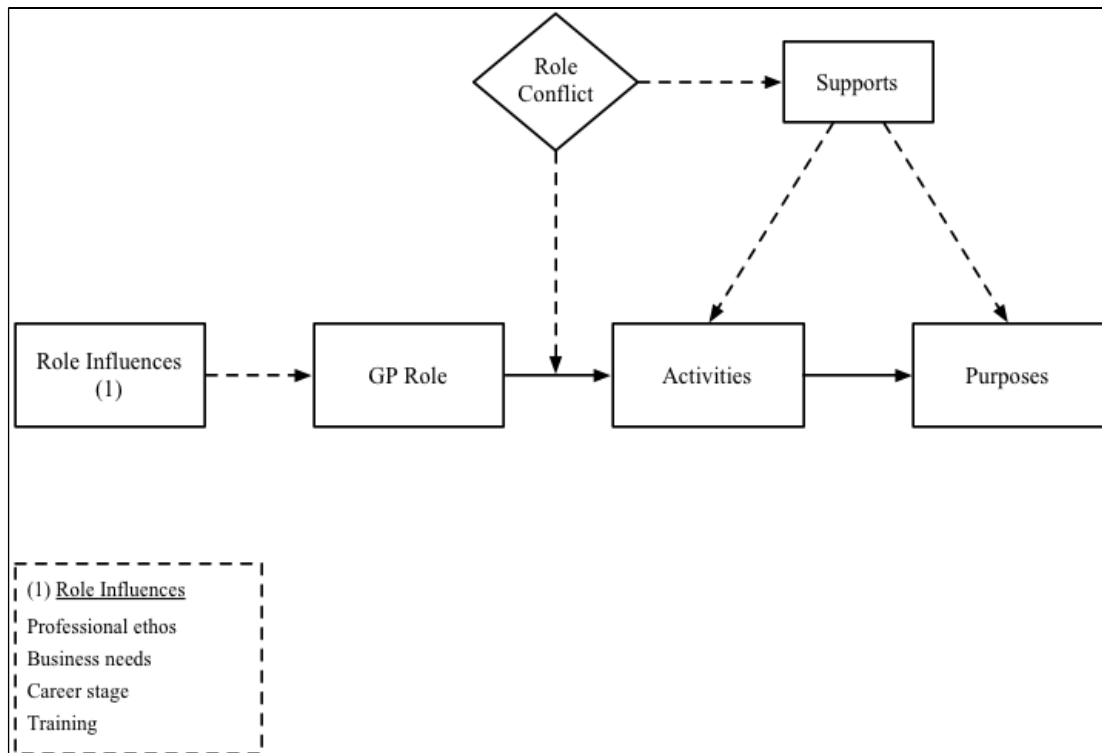 Role
Conflict
Supports
Role Influences
(1)
GP Role
Activities
Purposes
(1) Role Influences
Professional ethos
Business needs
Career stage
Training